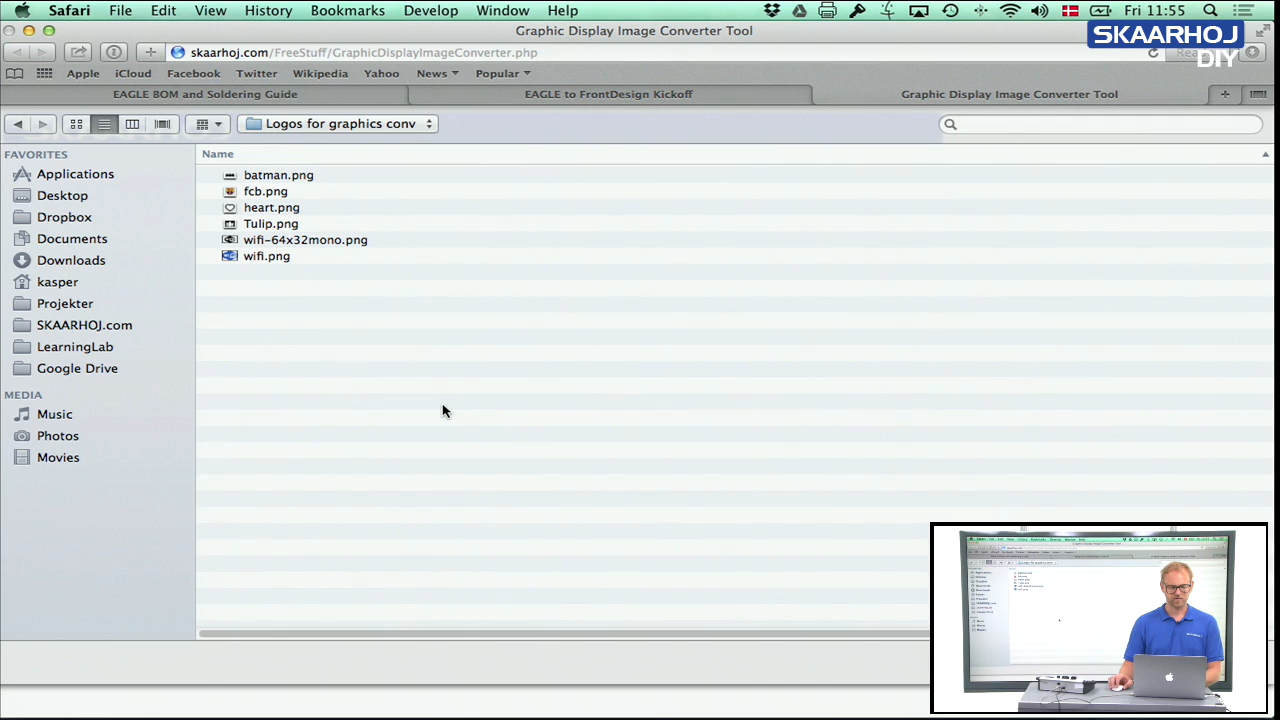 Safari File Edit View History Bookmarks Develop Window Help Fri 11:55
Graphic Display Image Converter Tool
SKAARHOJ
DIY
skaarhoj.com/FreeStuff/GraphicDisplayImageConverter.php
Apple iCloud Facebook Twitter Wikipedia Yahoo News Popular
EAGLE BOM and Soldering Guide EAGLE to FrontDesign Kickoff Graphic Display Image Converter Tool
Logos for graphics conv
FAVORITES
Applications
Desktop
Dropbox
Documents
Downloads
kasper
Projekter
SKAARHOJ.com
LearningLab
Google Drive
MEDIA
Music
Photos
Movies
Name
batman.png
fcb.png
heart.png
Tulip.png
wifi-64x32mono.png
wifi.png